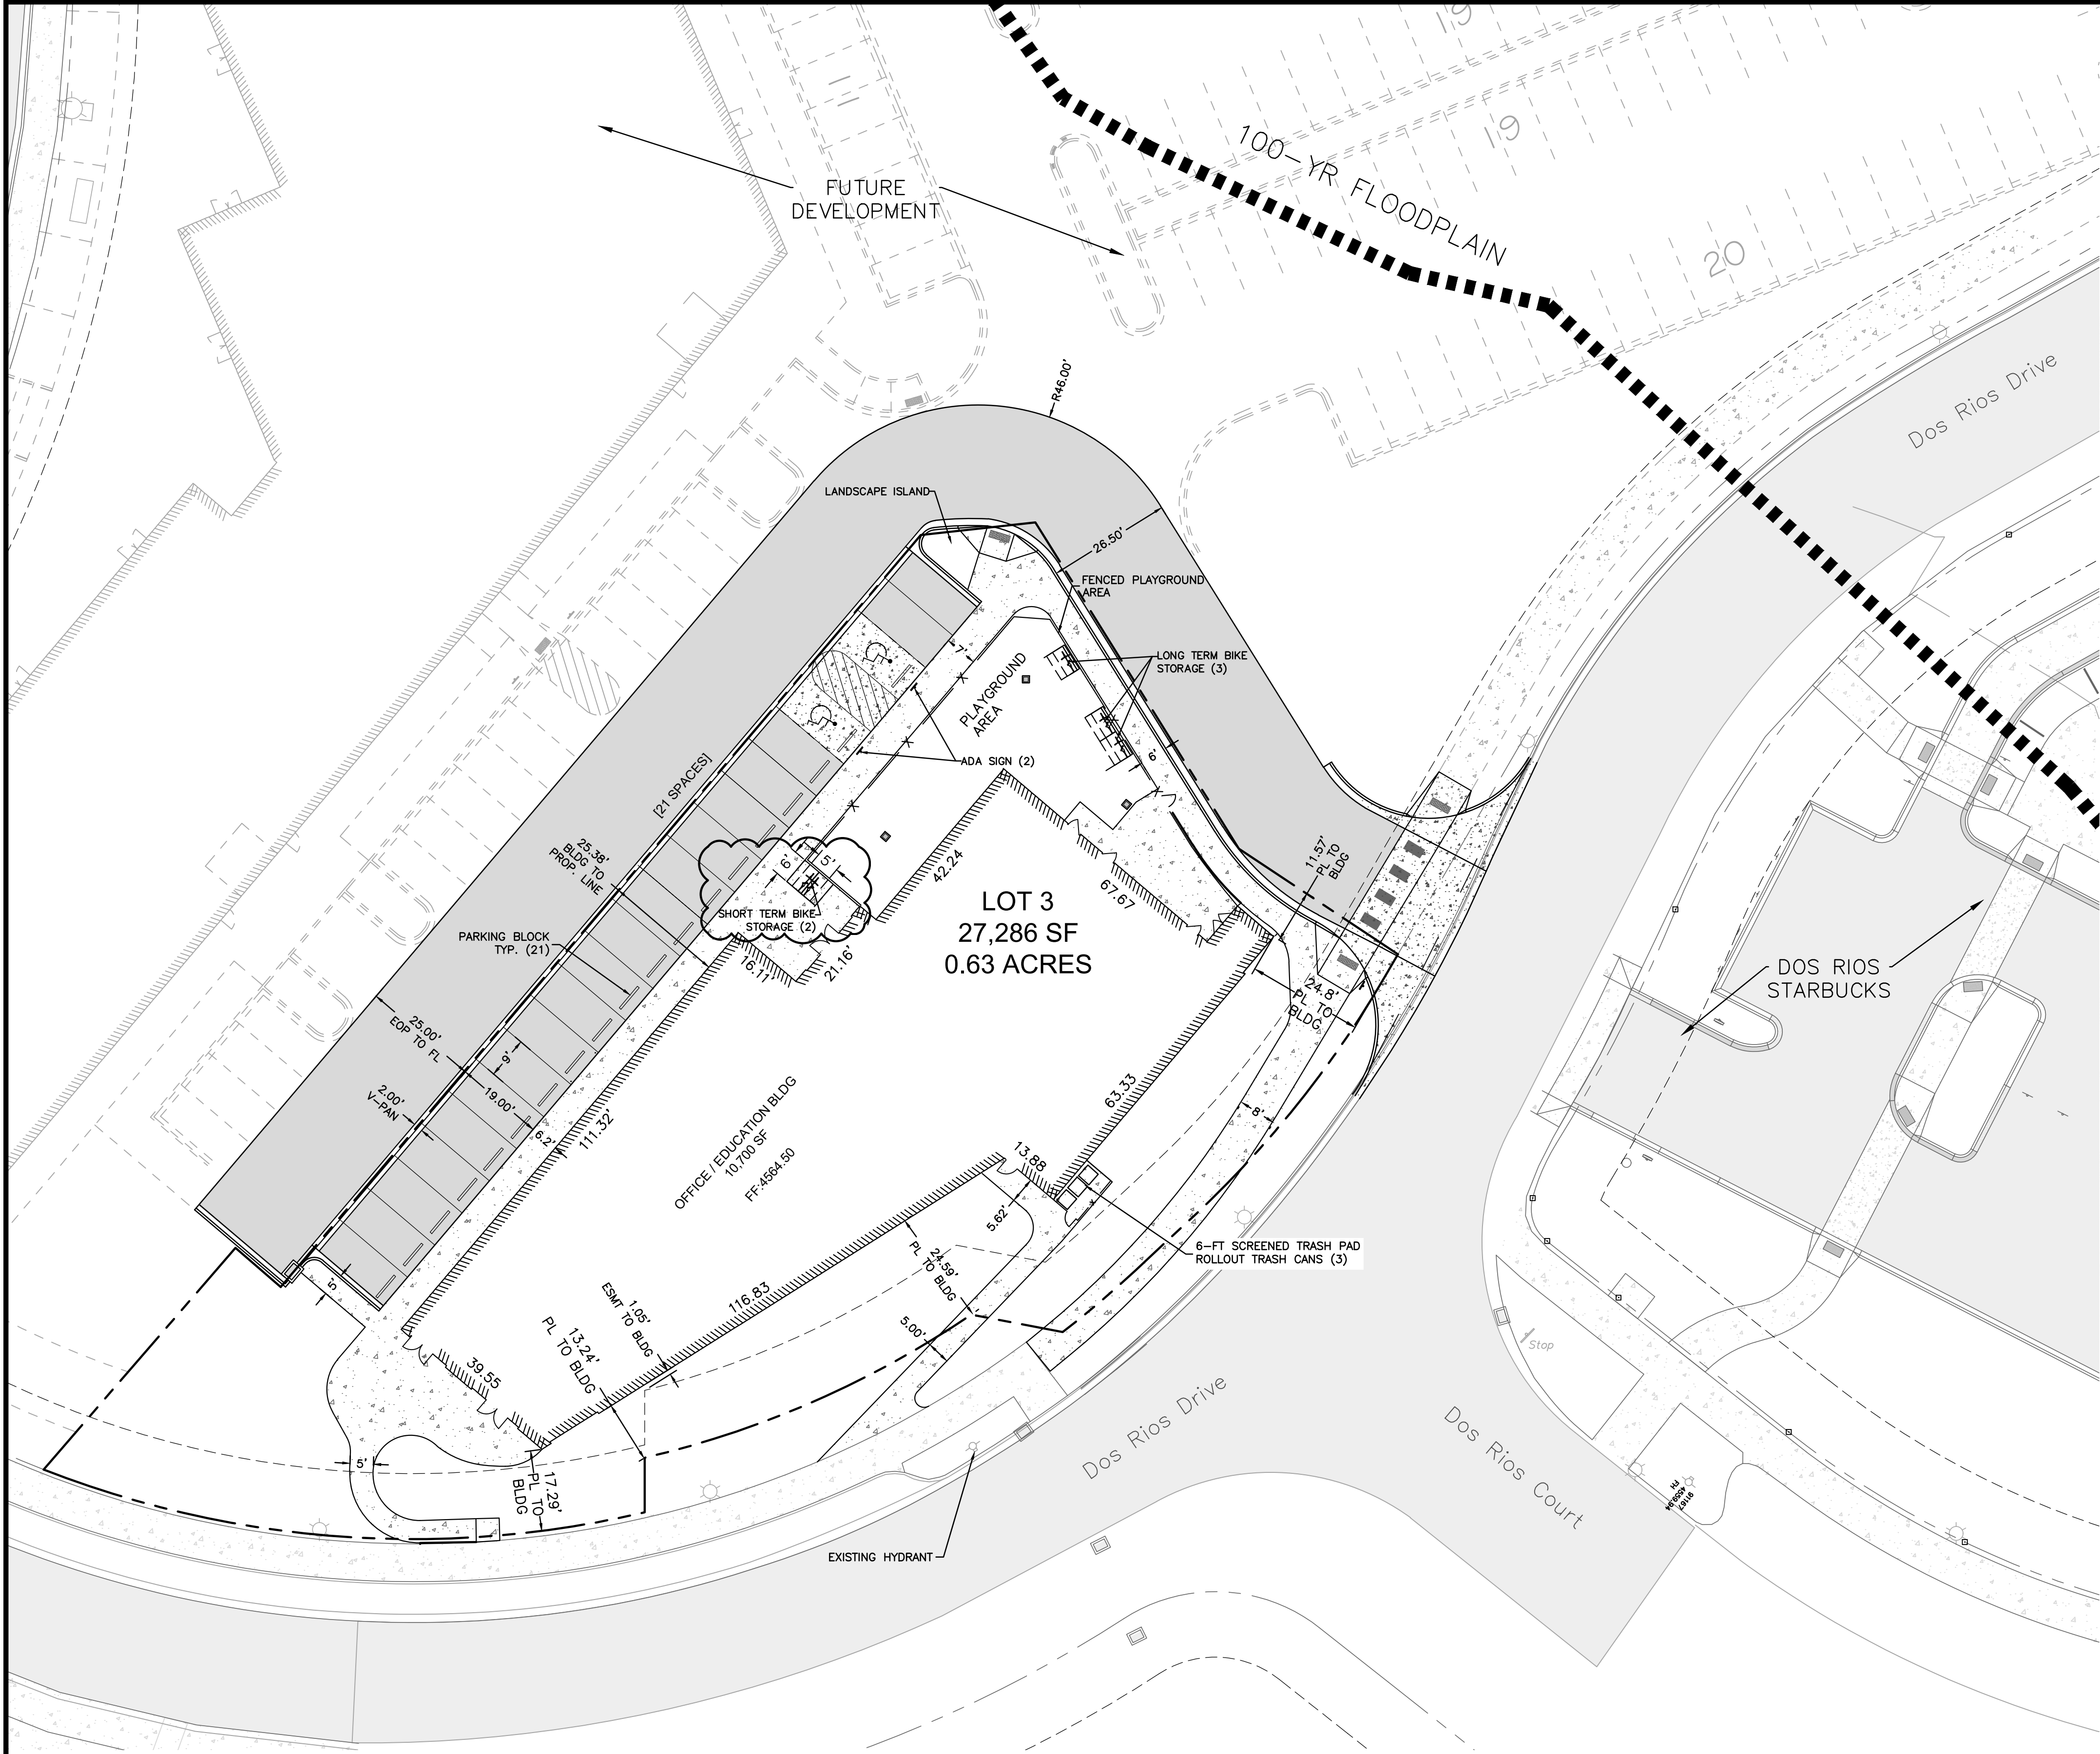 19
19
20
100-YR FLOODPLAIN
FUTURE
DEVELOPMENT
Dos Rios Drive
R46.00'
LANDSCAPE ISLAND
26.50'
FENCED PLAYGROUND
AREA
LONG TERM BIKE
STORAGE (3)
7'
PLAYGROUND
AREA
6'
ADA SIGN (2)
[21 SPACES]
25.38'
BLDG TO
PROP. LINE
6'
5'
SHORT TERM BIKE
STORAGE (2)
42.24
67.67
11.57'
PL TO
BLDG
LOT 3
27,286 SF
0.63 ACRES
PARKING BLOCK
TYP. (21)
16.11'
21.16'
24.8'
PL TO
BLDG
DOS RIOS
STARBUCKS
25.00'
EOP TO FL
9'
2.00'
V-PAN
19.00'
6.2'
111.32'
OFFICE / EDUCATION BLDG
10,700 SF
FF:4564.50
63.33
8'
13.88
5.62'
6-FT SCREENED TRASH PAD
ROLLOUT TRASH CANS (3)
24.59'
PL TO BLDG
5'
116.83
1.05'
ESMT TO BLDG
13.24'
PL TO BLDG
5.00'
39.55
5'
17.29'
PL TO
BLDG
Dos Rios Drive
Dos Rios Court
Stop
91167
4559.94
FH
EXISTING HYDRANT